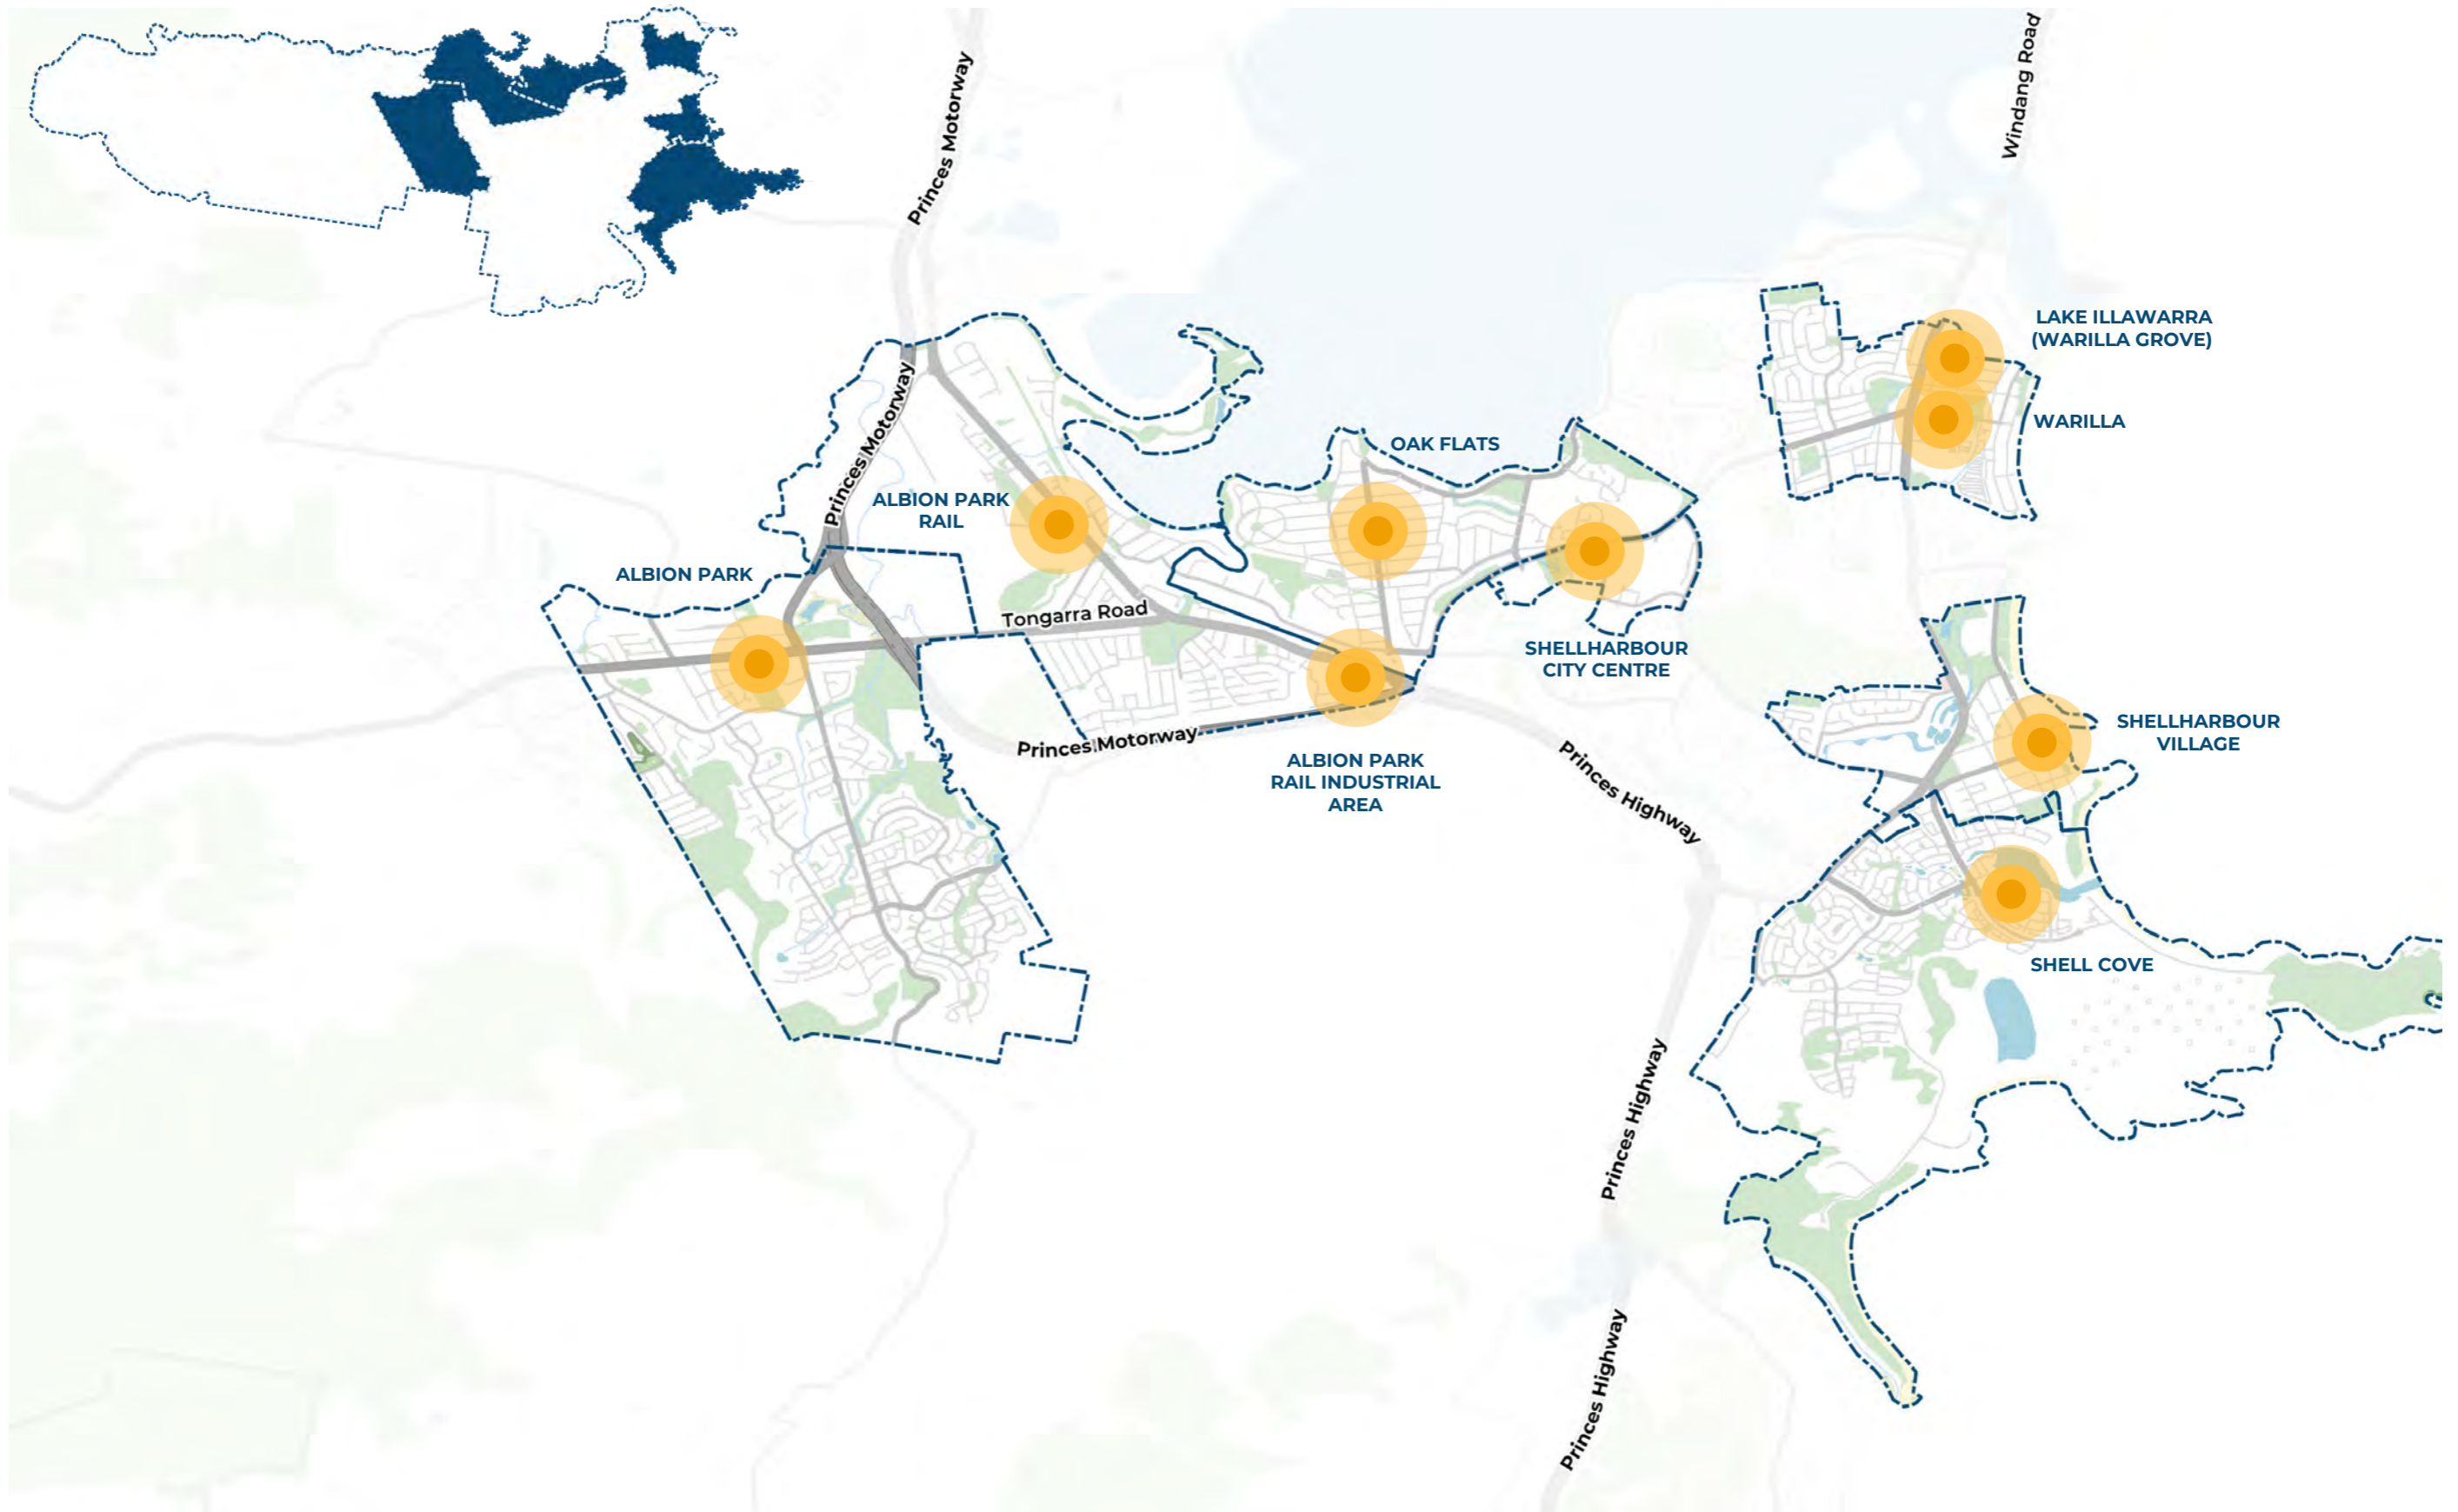 Windang Road
Princes Motorway
LAKE ILLAWARRA
(WARILLA GROVE)
WARILLA
Princes Motorway
OAK FLATS
ALBION PARK
RAIL
ALBION PARK
Tongarra Road
SHELLHARBOUR
CITY CENTRE
SHELLHARBOUR
VILLAGE
Princes Motorway
ALBION PARK
RAIL INDUSTRIAL
AREA
Princes Highway
SHELL COVE
Princes Highway
Princes Highway